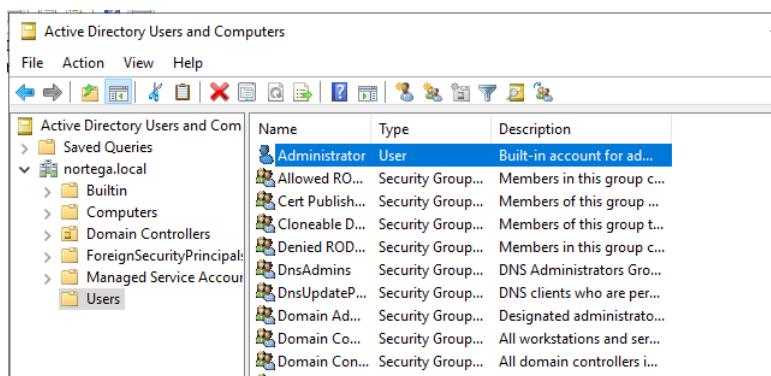 Active Directory Users and Computers
File Action View Help
Active Directory Users and Com
Saved Queries
nortega.local
Builtin
Computers
Domain Controllers
ForeignSecurityPrincipals
Managed Service Accour
Users
Name Type Description
Administrator User Built-in account for ad...
Allowed RO... Security Group... Members in this group c...
Cert Publish... Security Group... Members of this group ...
Cloneable D... Security Group... Members of this group t...
Denied ROD... Security Group... Members in this group c...
DnsAdmins Security Group... DNS Administrators Gro...
DnsUpdateP... Security Group... DNS clients who are per...
Domain Ad... Security Group... Designated administrato...
Domain Co... Security Group... All workstations and ser...
Domain Con... Security Group... All domain controllers i...